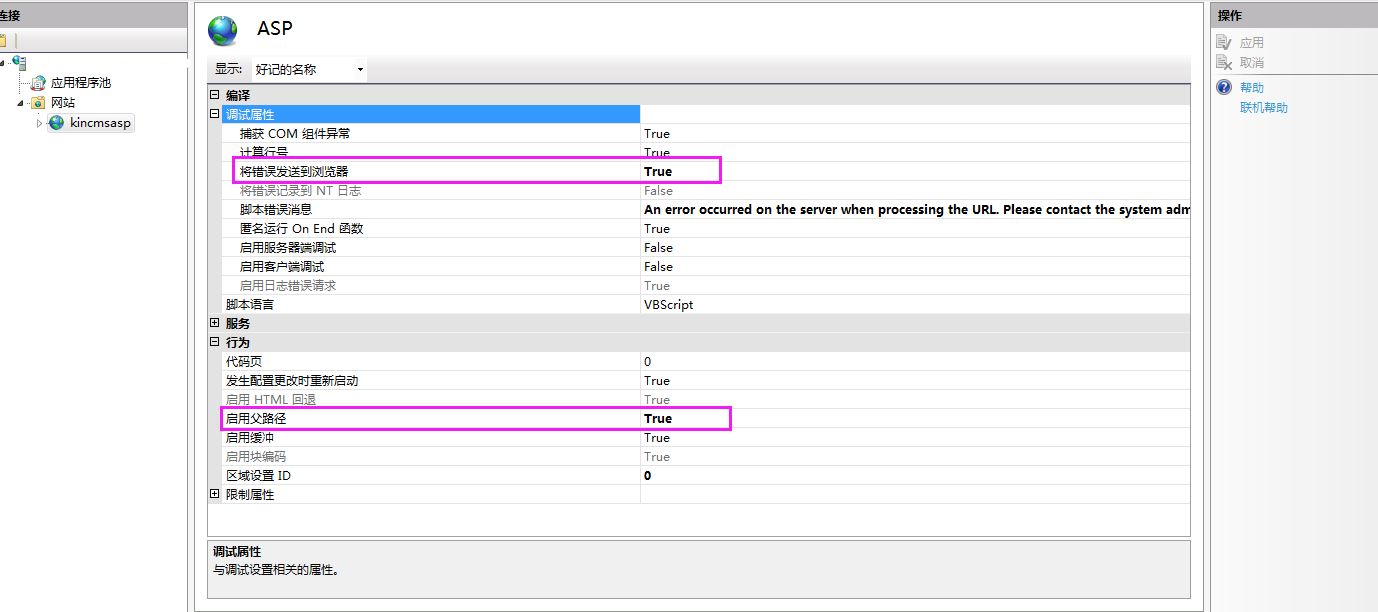 连接
应用程序池
网站
kincmsasp
ASP
显示: 好记的名称
编译
调试属性
捕获 COM 组件异常 True
计算行号 True
将错误发送到浏览器 True
将错误记录到 NT 日志 False
脚本错误消息 An error occurred on the server when processing the URL. Please contact the system adm
匿名运行 On End 函数 True
启用服务器端调试 False
启用客户端调试 False
启用日志错误请求 True
脚本语言 VBScript
服务
行为
代码页 0
发生配置更改时重新启动 True
启用 HTML 回退 True
启用父路径 True
启用缓冲 True
启用块编码 True
区域设置 ID 0
限制属性
调试属性
与调试设置相关的属性。
操作
应用
取消
帮助
联机帮助